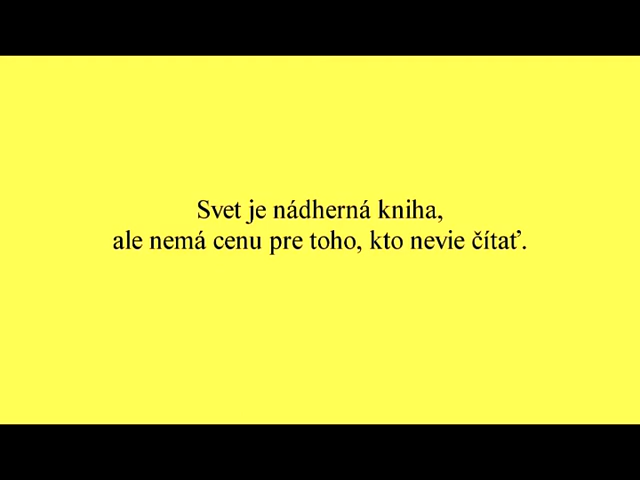 Svet je nádherná kniha,
ale nemá cenu pre toho, kto nevie čítať.